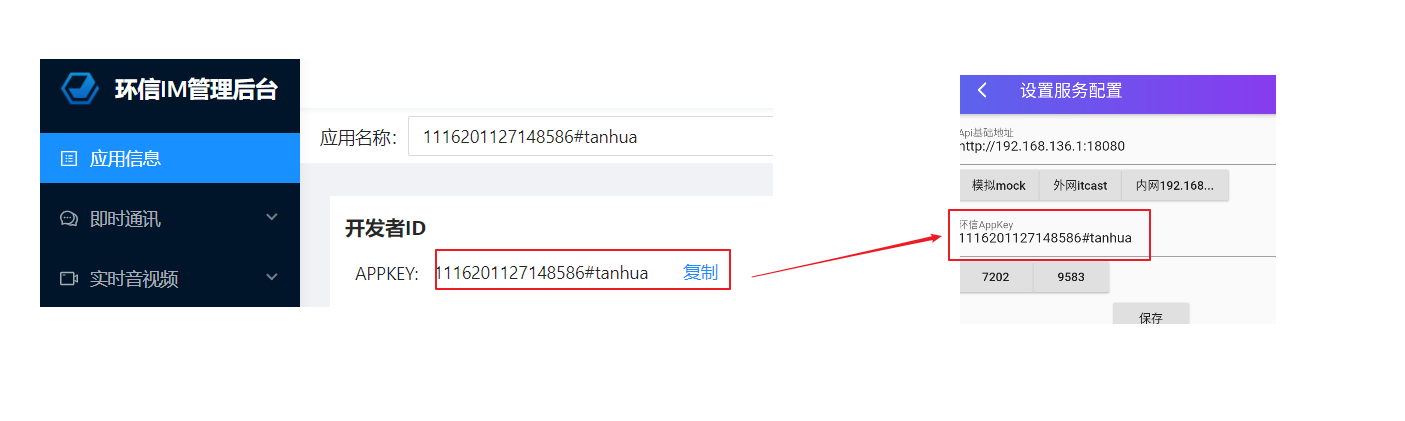 环信IM管理后台
应用信息
即时通讯
实时音视频
应用名称：
1116201127148586#tanhua
开发者ID
APPKEY:
1116201127148586#tanhua
复制
设置服务配置
Api基础地址
http://192.168.136.1:18080
模拟mock
外网itcast
内网192.168...
环信AppKey
1116201127148586#tanhua
7202
9583
保存